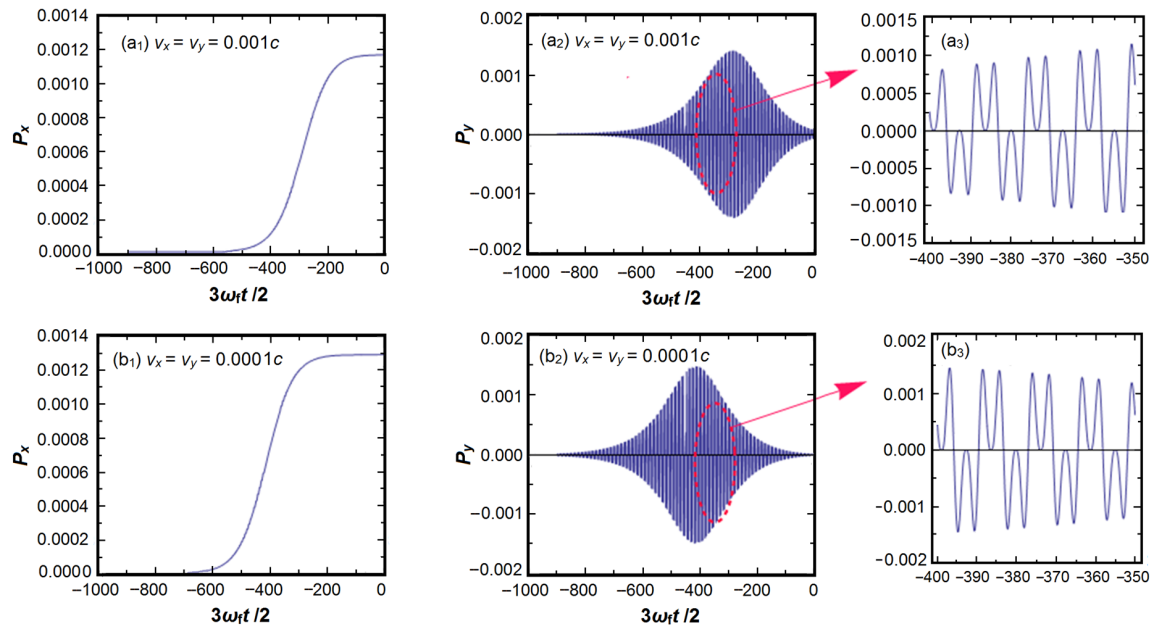 0.0014
0.0012
0.0010
0.0008
0.0006
0.0004
0.0002
0.0000
Px
(a1) vx = vy = 0.001c
−1000 −800 −600 −400 −200 0
3ωft /2
0.002
0.001
0.000
−0.001
−0.002
Py
(a2) vx = vy = 0.001c
−1000 −800 −600 −400 −200 0
3ωft /2
0.0015
0.0010
0.0005
0.0000
−0.0005
−0.0010
−0.0015
(a3)
−400 −390 −380 −370 −360 −350
0.0014
0.0012
0.0010
0.0008
0.0006
0.0004
0.0002
0.0000
Px
(b1) vx = vy = 0.0001c
−1000 −800 −600 −400 −200 0
3ωft /2
0.002
0.001
0.000
−0.001
−0.002
Py
(b2) vx = vy = 0.0001c
−1000 −800 −600 −400 −200 0
3ωft /2
0.002
0.001
0.000
−0.001
−0.002
(b3)
−400 −390 −380 −370 −360 −350